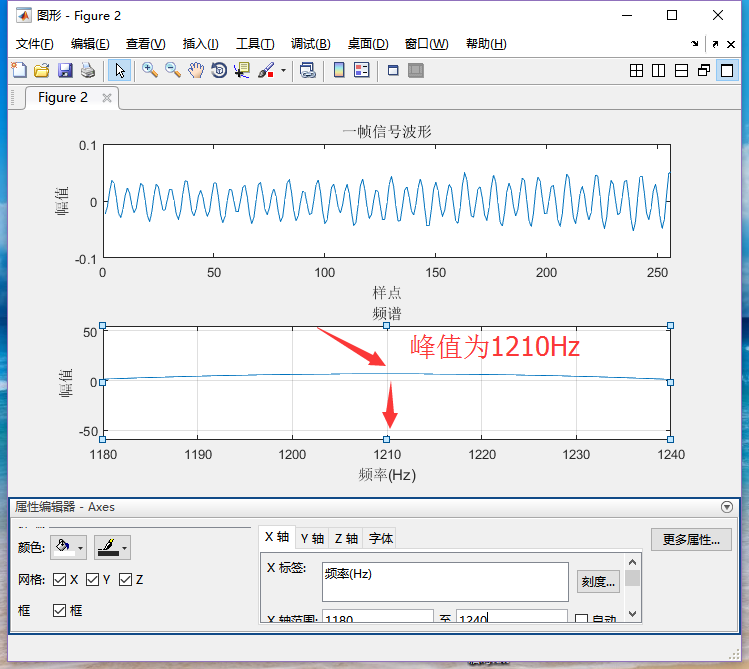 图形 - Figure 2
文件(F) 编辑(E) 查看(V) 插入(I) 工具(T) 调试(B) 桌面(D) 窗口(W) 帮助(H)
Figure 2
一帧信号波形
0.1
0
-0.1
幅值
0 50 100 150 200 250
样点
频谱
50
0
-50
幅值
峰值为1210Hz
1180 1190 1200 1210 1220 1230 1240
频率(Hz)
属性编辑器 - Axes
颜色:
网格: X Y Z
框 框
X 轴 Y 轴 Z 轴 字体
X 标签: 频率(Hz)
刻度...
X 轴范围: 1180 至 1240 自动
更多属性...